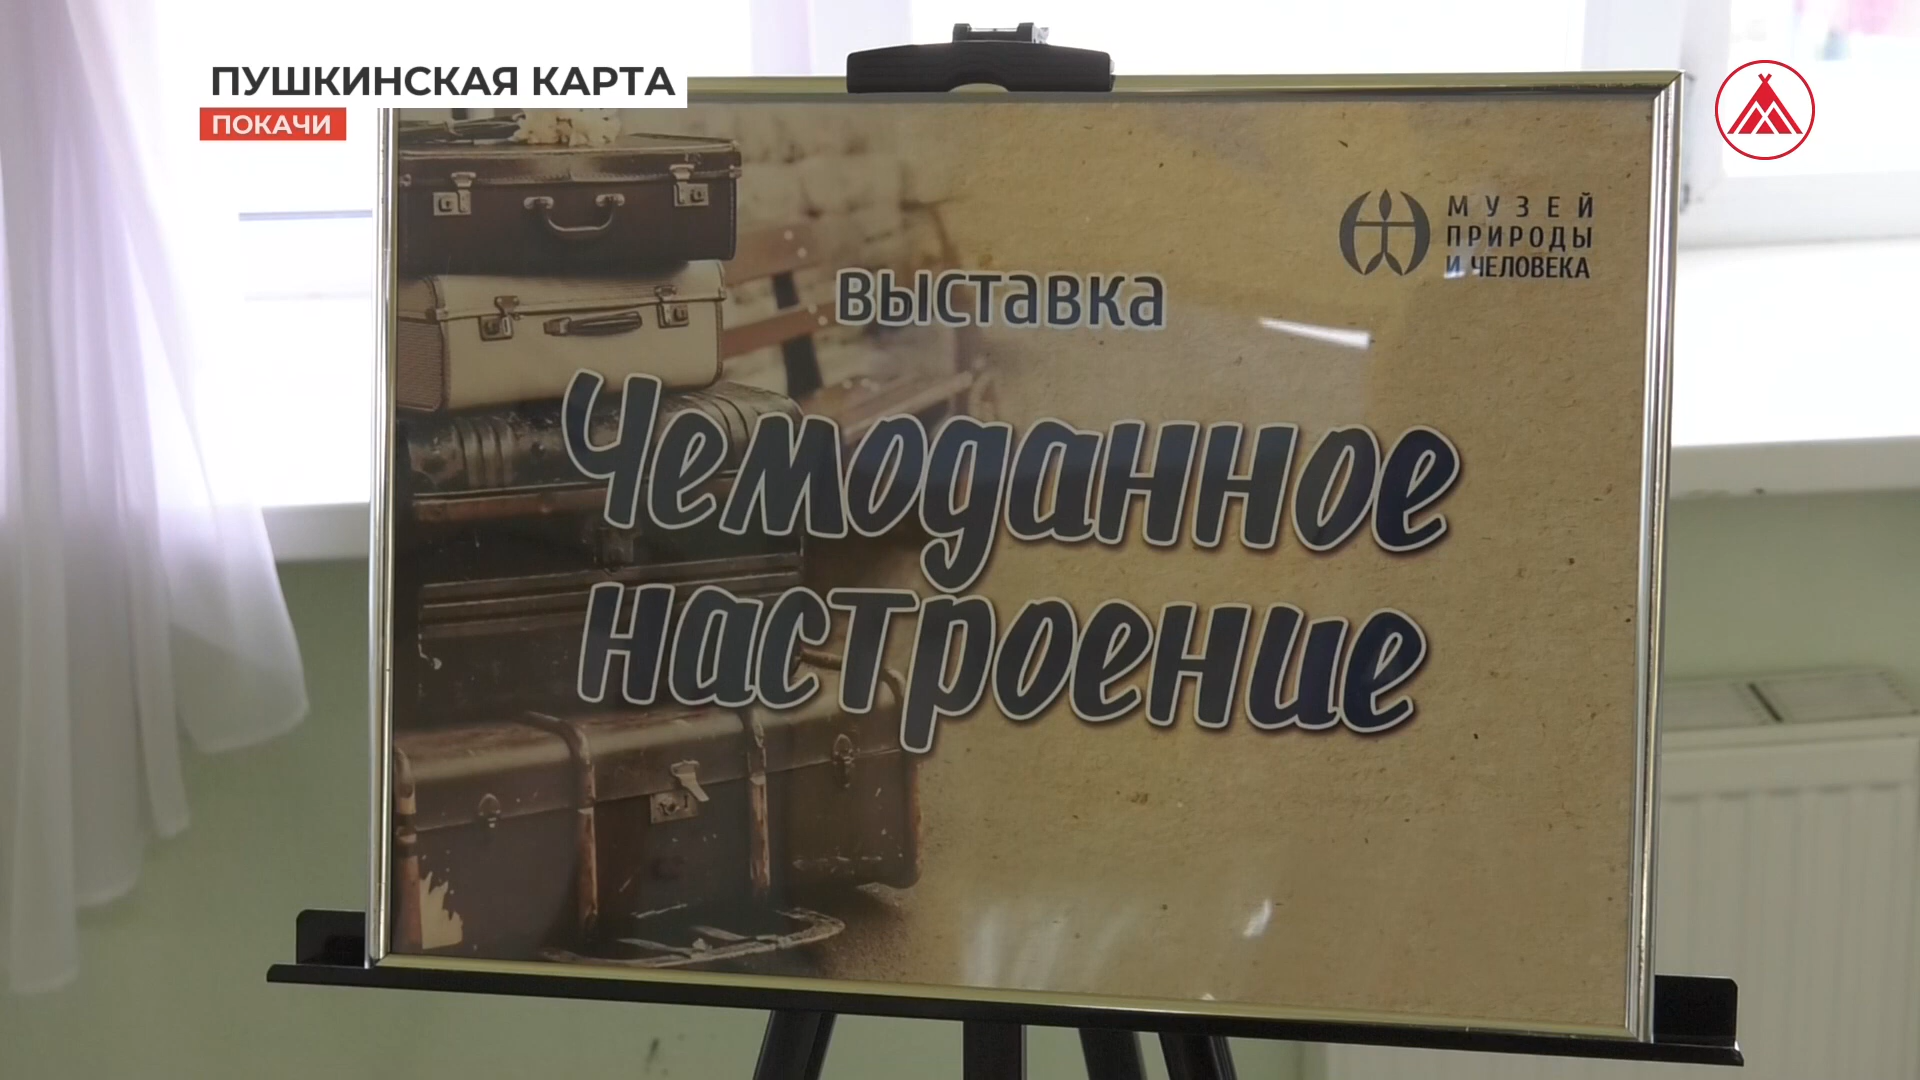 ПУШКИНСКАЯ КАРТА
ПОКАЧИ
МУЗЕЙ
ПРИРОДЫ
И ЧЕЛОВЕКА
выставка
Чемоданное
настроение